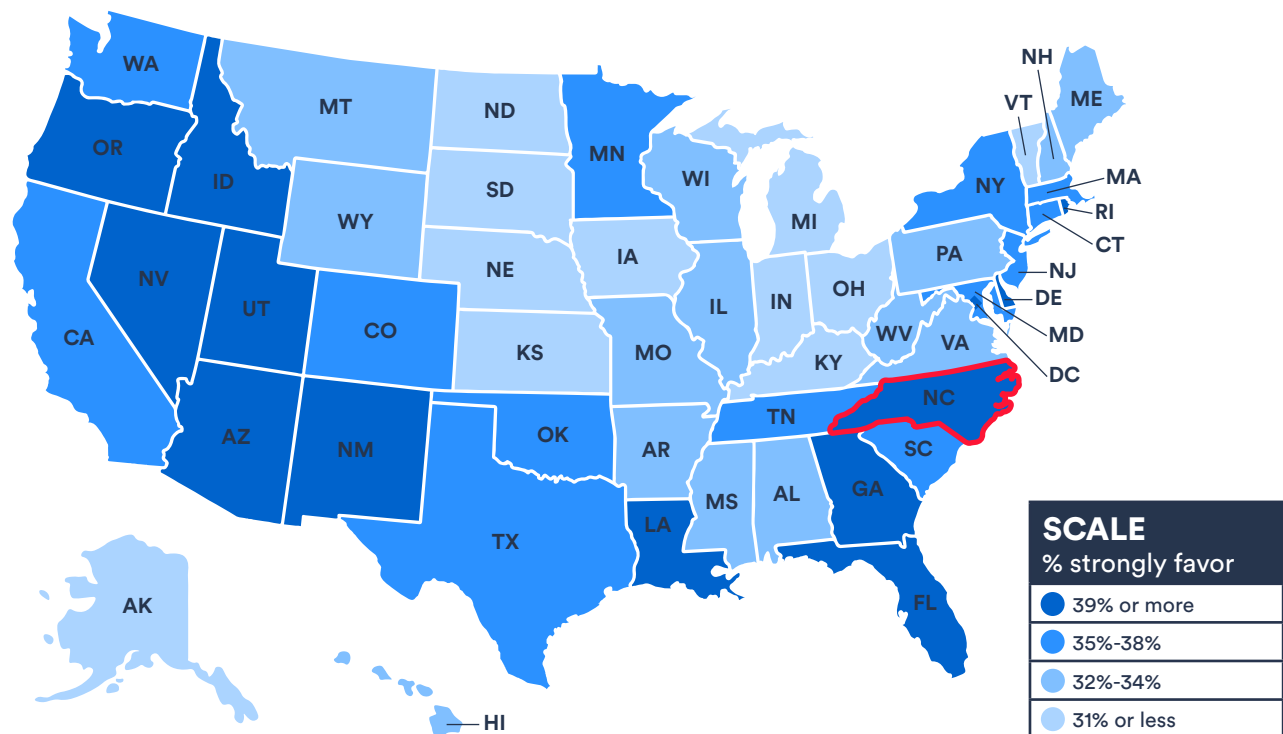 NH
WA
ME
MT
VT
ND
OR
MN
MA
ID
WI
NY
SD
RI
MI
WY
CT
PA
IA
NE
NJ
NV
OH
IN
DE
UT
IL
CO
WV
MD
CA
VA
KS
MO
KY
DC
NC
TN
AZ
OK
NM
AR
SC
GA
MS
AL
LA
TX
SCALE
% strongly favor
AK
FL
39% or more
35%-38%
32%-34%
HI
31% or less